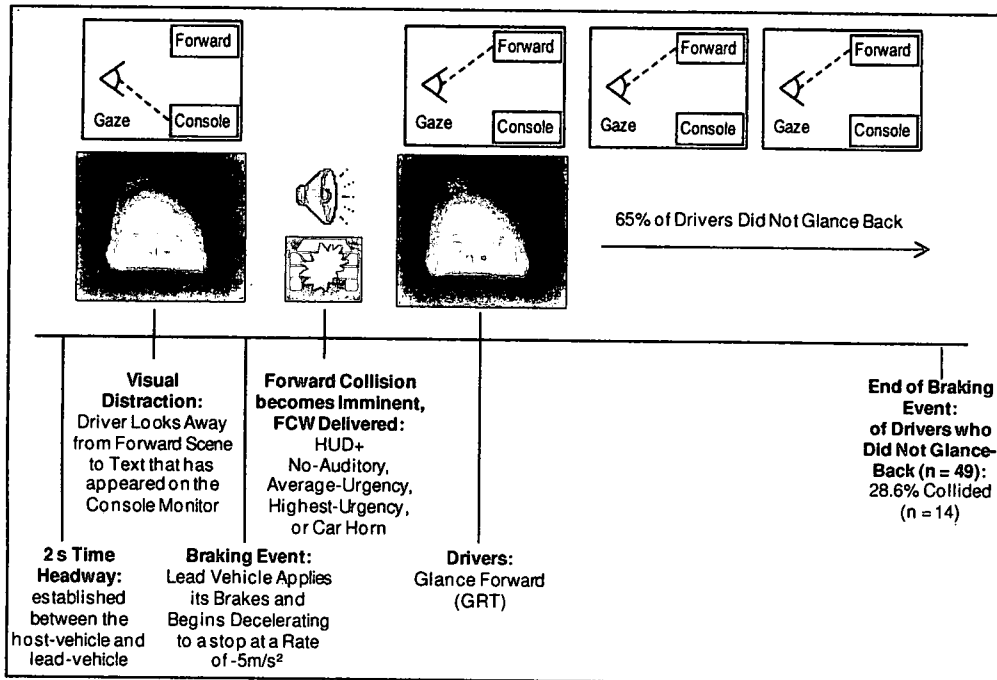 Forward
Gaze
Console
Forward
Gaze
Console
Forward
Gaze
Console
Forward
Gaze
Console
65% of Drivers Did Not Glance Back
Visual
Distraction:
Driver Looks Away
from Forward Scene
to Text that has
appeared on the
Console Monitor
Forward Collision
becomes Imminent,
FCW Delivered:
HUD+
No-Auditory,
Average-Urgency,
Highest-Urgency,
or Car Horn
End of Braking
Event:
of Drivers who
Did Not Glance-
Back (n = 49):
28.6% Collided
(n = 14)
2 s Time
Headway:
established
between the
host-vehicle and
lead-vehicle
Braking Event:
Lead Vehicle Applies
its Brakes and
Begins Decelerating
to a stop at a Rate
of -5m/s²
Drivers:
Glance Forward
(GRT)